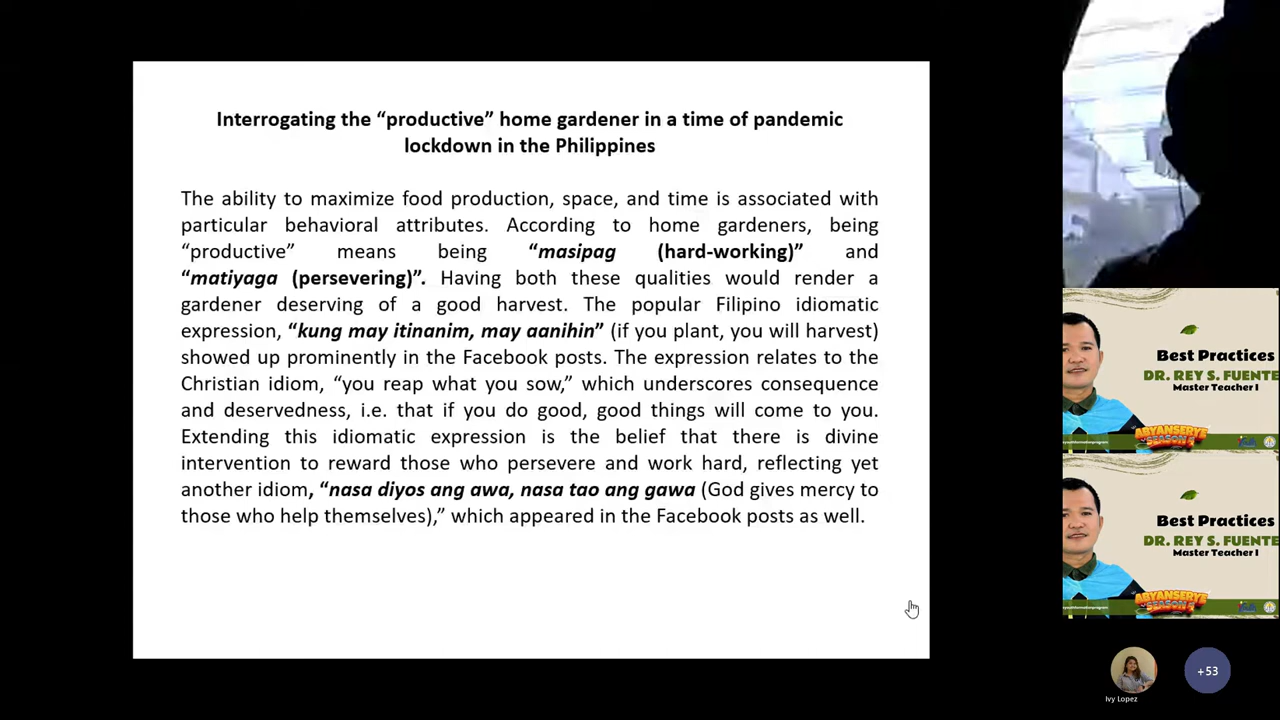 Interrogating the “productive” home gardener in a time of pandemic
lockdown in the Philippines
The ability to maximize food production, space, and time is associated with
particular behavioral attributes. According to home gardeners, being
“productive” means being “masipag (hard-working)” and
“matiyaga (persevering)”. Having both these qualities would render a
gardener deserving of a good harvest. The popular Filipino idiomatic
expression, “kung may itinanim, may aanihin” (if you plant, you will harvest)
showed up prominently in the Facebook posts. The expression relates to the
Christian idiom, “you reap what you sow,” which underscores consequence
and deservedness, i.e. that if you do good, good things will come to you.
Extending this idiomatic expression is the belief that there is divine
intervention to reward those who persevere and work hard, reflecting yet
another idiom, “nasa diyos ang awa, nasa tao ang gawa (God gives mercy to
those who help themselves),” which appeared in the Facebook posts as well.
Best Practices
DR. REY S. FUENTE
Master Teacher I
ABYANSERYE
SEASON
Best Practices
DR. REY S. FUENTE
Master Teacher I
ABYANSERYE
SEASON
Ivy Lopez
+53